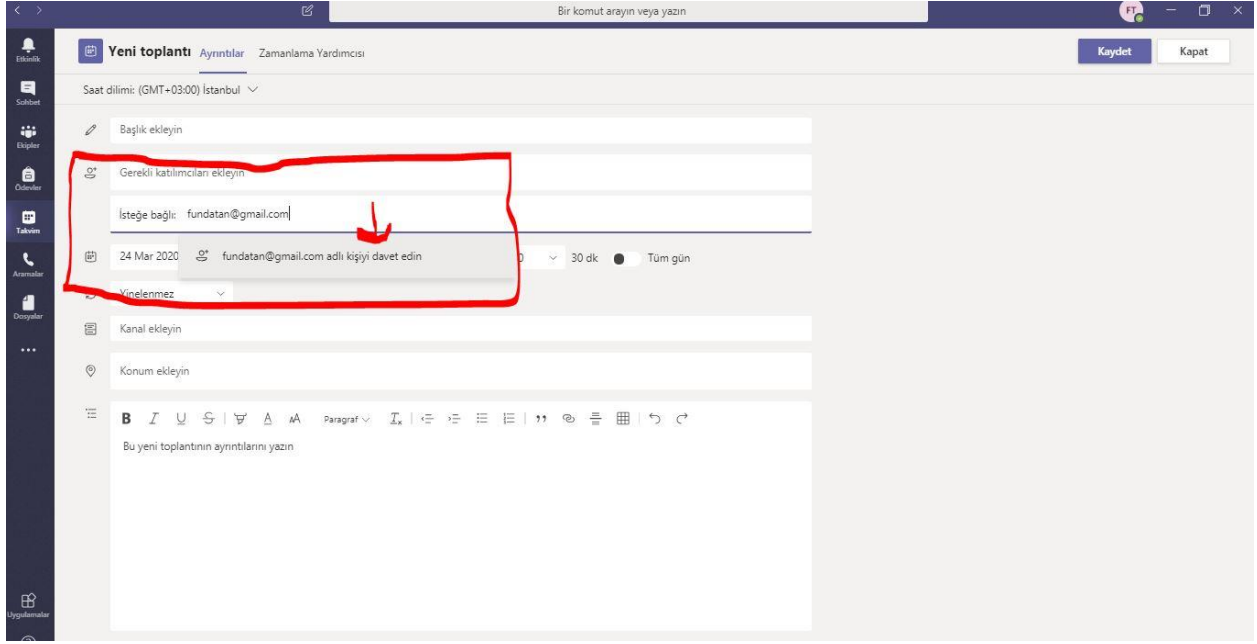 Bir komut arayın veya yazın
FT
Etkinlik
Sohbet
Ekipler
Ödevler
Takvim
Aramalar
Dosyalar
Uygulamalar
Yeni toplantı Ayrıntılar Zamanlama Yardımcısı
Kaydet Kapat
Saat dilimi: (GMT+03:00) İstanbul
Başlık ekleyin
Gerekli katılımcıları ekleyin
İsteğe bağlı: fundatan@gmail.com
fundatan@gmail.com adlı kişiyi davet edin
24 Mar 2020 0 30 dk Tüm gün
Yinelenmez
Kanal ekleyin
Konum ekleyin
B I U S A AA Paragraf
Bu yeni toplantının ayrıntılarını yazın